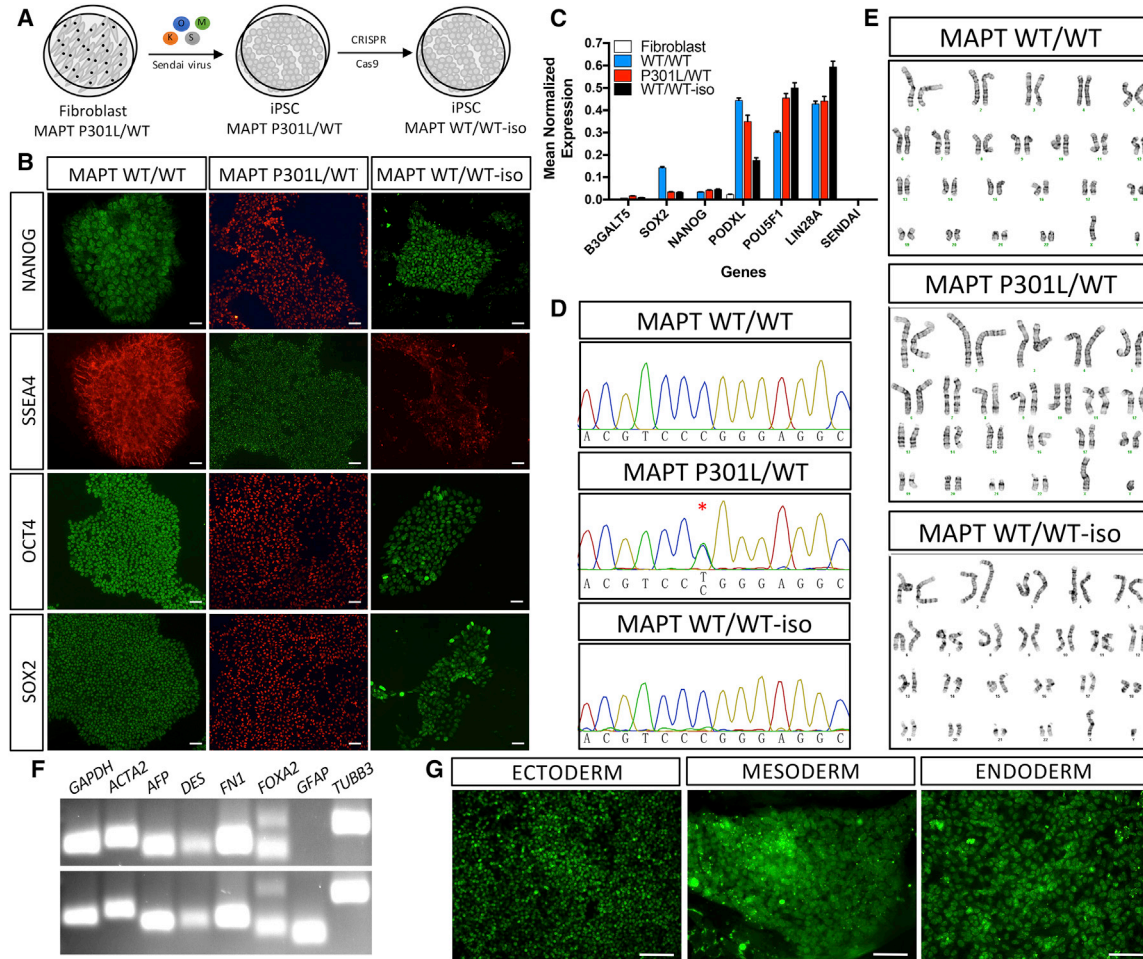 A
O
M
K
S
Sendai virus
CRISPR
Cas9
Fibroblast
MAPT P301L/WT
iPSC
MAPT P301L/WT
iPSC
MAPT WT/WT-iso
B
MAPT WT/WT
MAPT P301L/WT
MAPT WT/WT-iso
NANOG
SSEA4
OCT4
SOX2
C
Mean Normalized
Expression
0.7
0.6
0.5
0.4
0.3
0.2
0.1
0.0
Fibroblast
WT/WT
P301L/WT
WT/WT-iso
B3GALT5
SOX2
NANOG
PODXL
POU5F1
LIN28A
SENDAI
Genes
D
MAPT WT/WT
A C G T C C C G G G A G G C
MAPT P301L/WT
*
A C G T C C T G G G A G G C
C
MAPT WT/WT-iso
A C G T C C C G G G A G G C
E
MAPT WT/WT
MAPT P301L/WT
MAPT WT/WT-iso
F
GAPDH
ACTA2
AFP
DES
FN1
FOXA2
GFAP
TUBB3
G
ECTODERM
MESODERM
ENDODERM